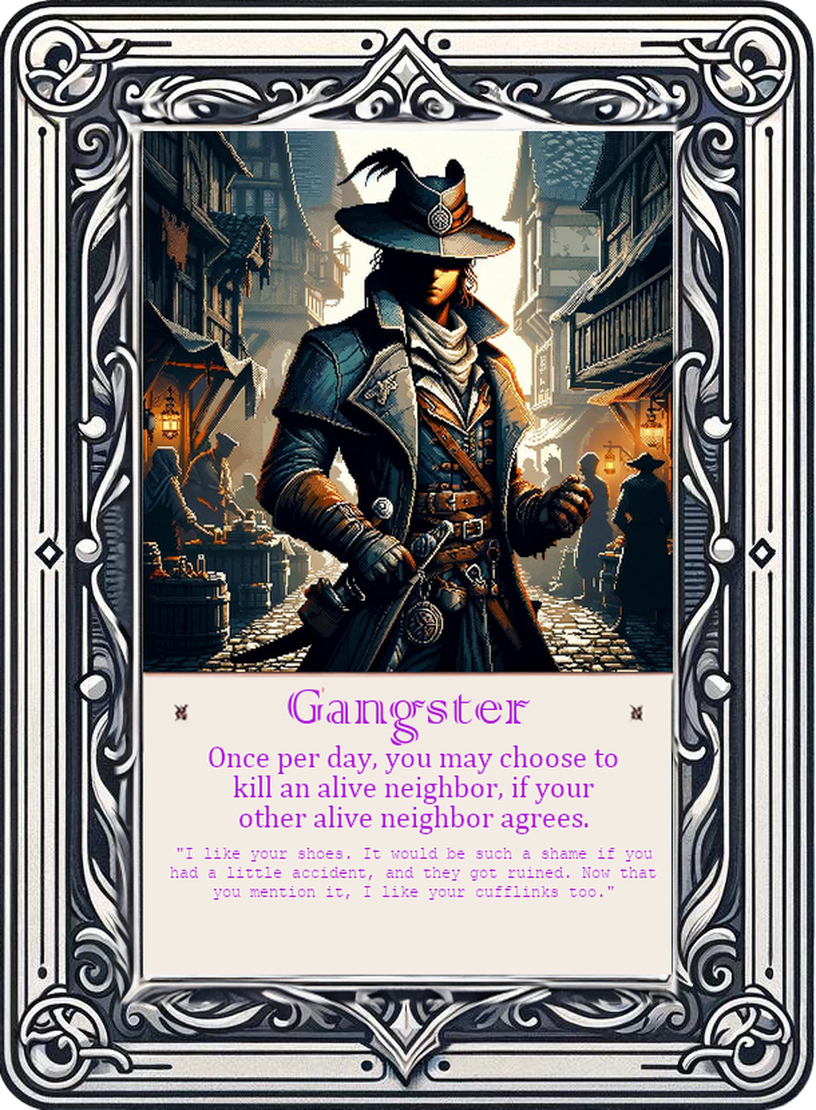 Gangster
Once per day, you may choose to
kill an alive neighbor, if your
other alive neighbor agrees.
"I like your shoes. It would be such a shame if you
had a little accident, and they got ruined. Now that
you mention it, I like your cufflinks too."